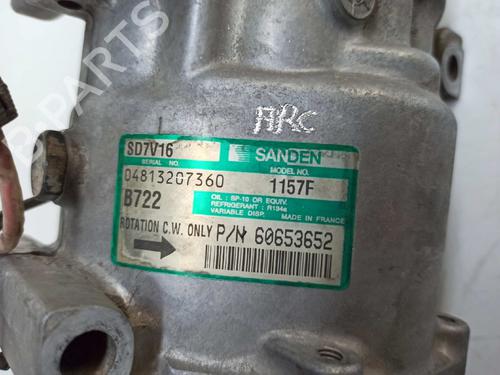 ARC
SD7V16 SANDEN
SERIAL NO. MODEL NO.
04813207360 1157F
B722 OIL : SP-10 OR EQUIV.
REFRIGERANT : R134a
VARIABLE DISP. MADE IN FRANCE
ROTATION C.W. ONLY P/N 60653652
B-PARTS